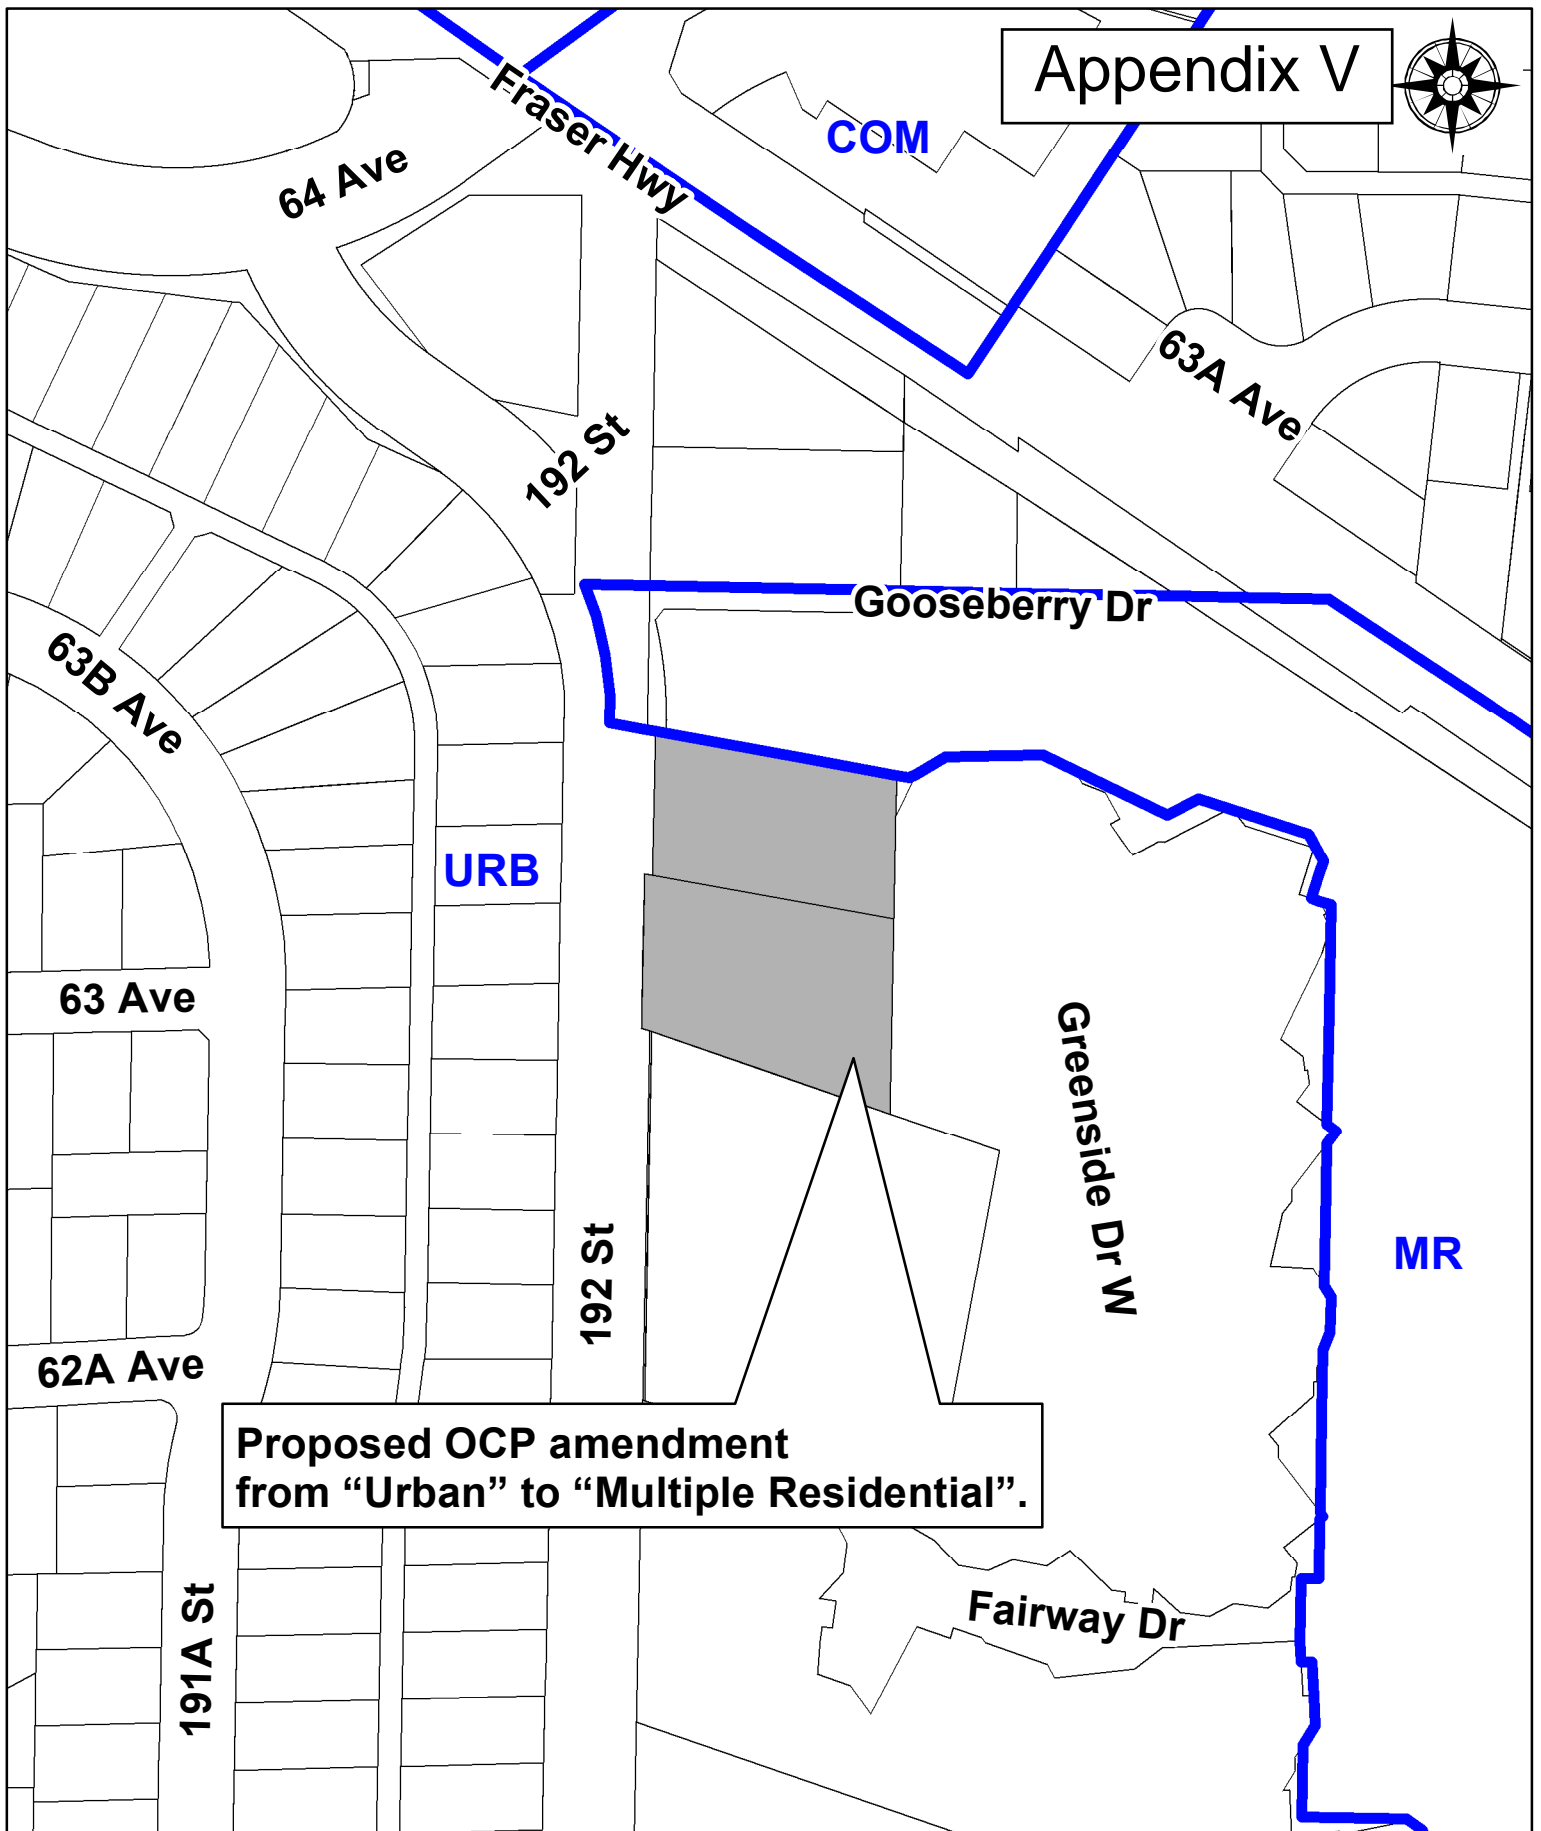 Appendix V
Fraser Hwy
COM
64 Ave
63A Ave
192 St
Gooseberry Dr
63B Ave
URB
63 Ave
Greenside Dr W
192 St
MR
62A Ave
Proposed OCP amendment
from “Urban” to “Multiple Residential”.
Fairway Dr
191A St